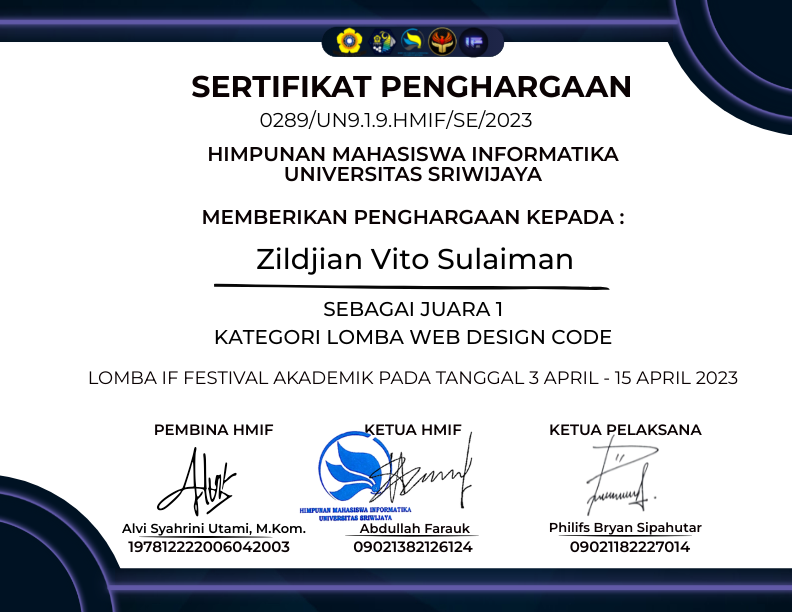 IF
SERTIFIKAT PENGHARGAAN
0289/UN9.1.9.HMIF/SE/2023
HIMPUNAN MAHASISWA INFORMATIKA
UNIVERSITAS SRIWIJAYA
MEMBERIKAN PENGHARGAAN KEPADA :
Zildjian Vito Sulaiman
SEBAGAI JUARA 1
KATEGORI LOMBA WEB DESIGN CODE
LOMBA IF FESTIVAL AKADEMIK PADA TANGGAL 3 APRIL - 15 APRIL 2023
PEMBINA HMIF
Alvi Syahrini Utami, M.Kom.
197812222006042003
KETUA HMIF
HIMPUNAN MAHASISWA INFORMATIKA
UNIVERSITAS SRIWIJAYA
Abdullah Farauk
09021382126124
KETUA PELAKSANA
Philifs Bryan Sipahutar
09021182227014